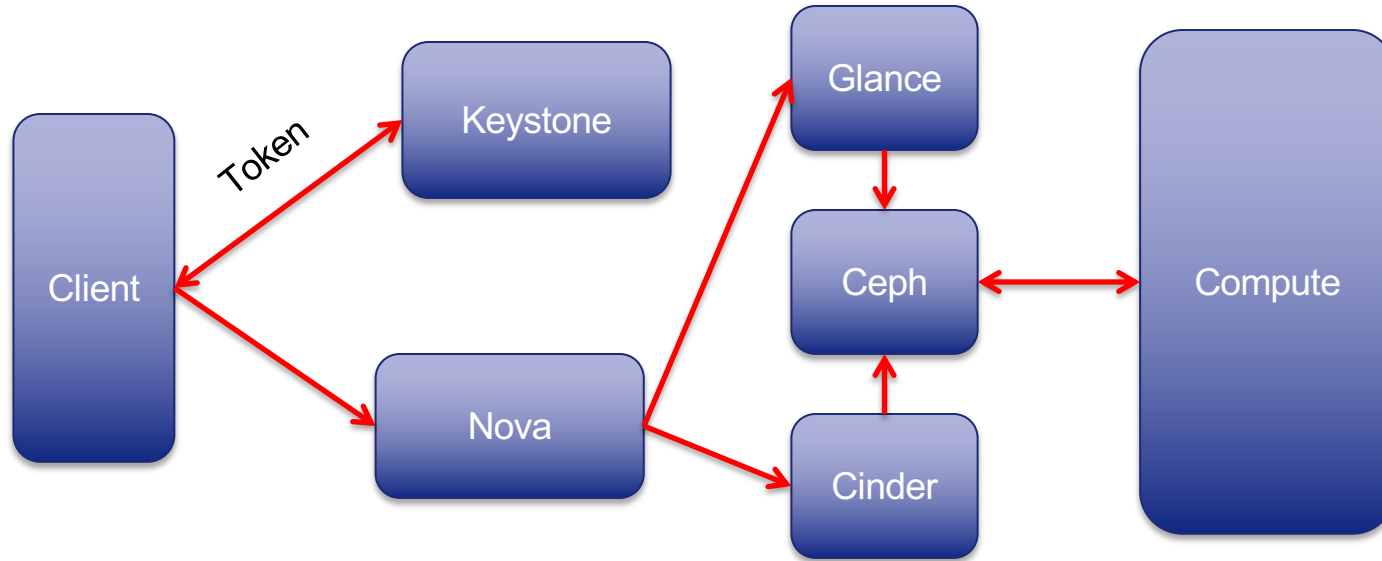 Client
Token
Keystone
Nova
Glance
Ceph
Cinder
Compute